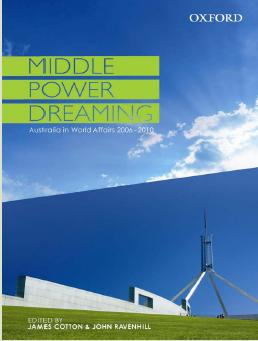 OXFORD
MIDDLE
POWER
DREAMING
Australia in World Affairs 2006-2010
EDITED BY
JAMES COTTON & JOHN RAVENHILL